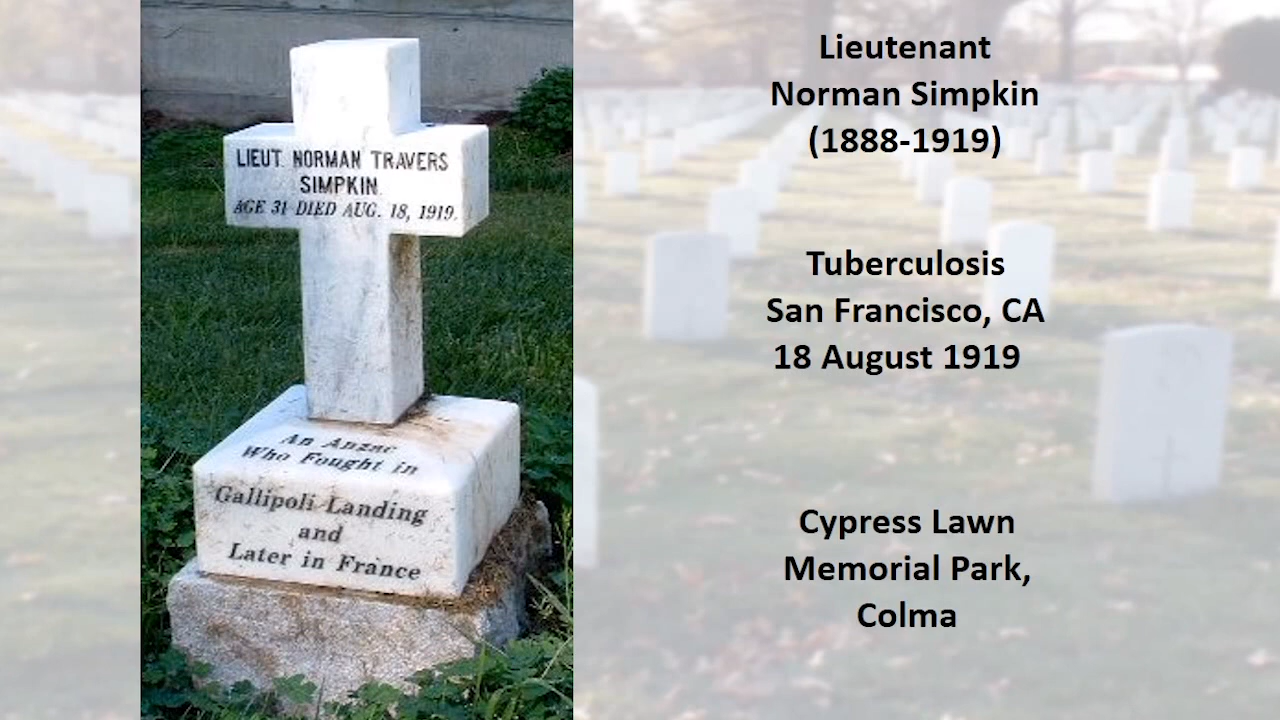 LIEUT. NORMAN TRAVERS
SIMPKIN.
AGE 31 DIED AUG. 18, 1919.
An Anzac
Who Fought in
Gallipoli Landing
and
Later in France
Lieutenant
Norman Simpkin
(1888-1919)
Tuberculosis
San Francisco, CA
18 August 1919
Cypress Lawn
Memorial Park,
Colma